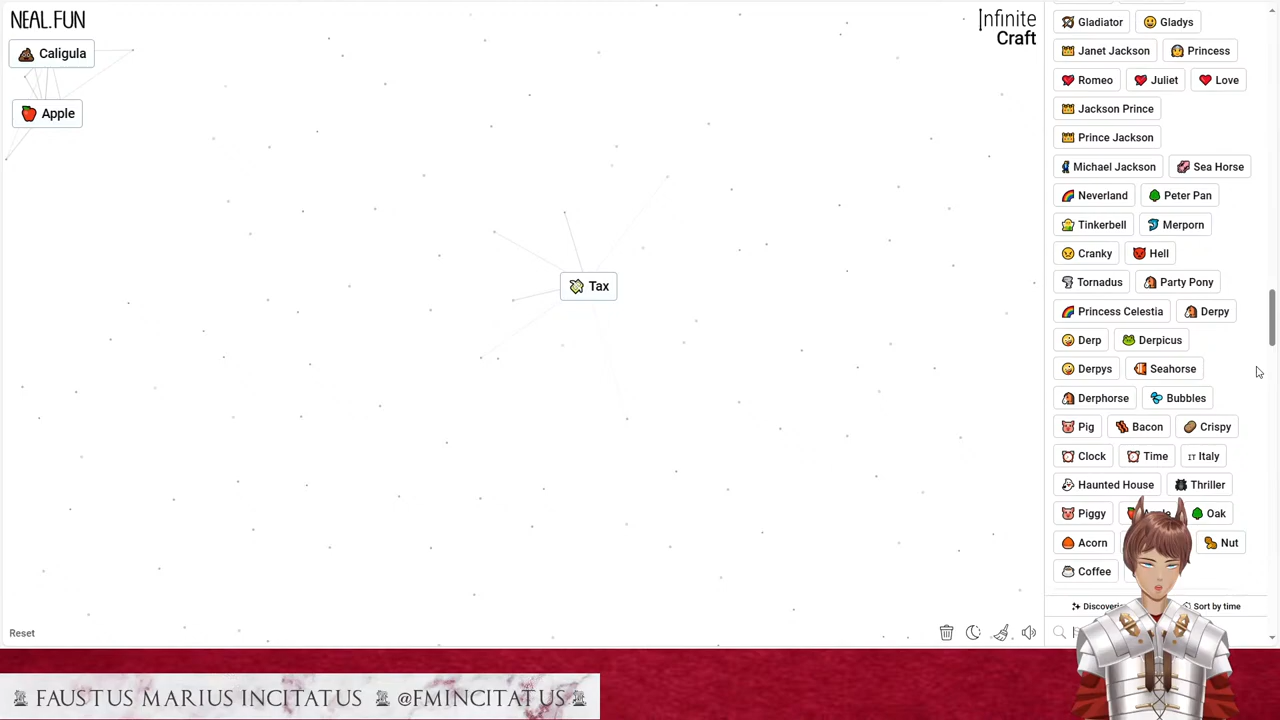 NEAL.FUN
Infinite
Craft
Caligula
Apple
Tax
Gladiator Gladys
Janet Jackson Princess
Romeo Juliet Love
Jackson Prince
Prince Jackson
Michael Jackson Sea Horse
Neverland Peter Pan
Tinkerbell Merporn
Cranky Hell
Tornadus Party Pony
Princess Celestia Derpy
Derp Derpicus
Derpys Seahorse
Derphorse Bubbles
Pig Bacon Crispy
Clock Time IT Italy
Haunted House Thriller
Piggy Oak
Acorn Nut
Coffee
Sort by time
Reset
FAUSTUS MARIUS INCITATUS @FMINCITATUS